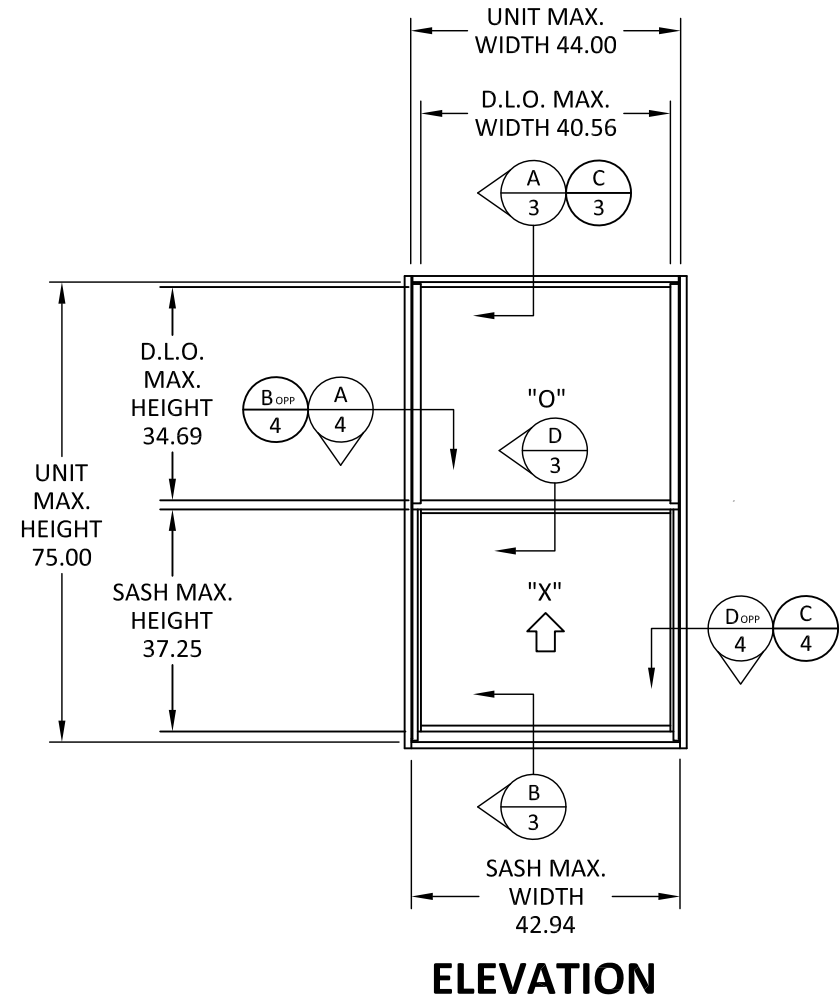 UNIT MAX.
WIDTH 44.00
D.L.O. MAX.
WIDTH 40.56
A
3
C
3
D.L.O.
MAX.
HEIGHT
34.69
B OPP
4
A
4
"O"
D
3
UNIT
MAX.
HEIGHT
75.00
SASH MAX.
HEIGHT
37.25
"X"
D OPP
4
C
4
B
3
SASH MAX.
WIDTH
42.94
ELEVATION